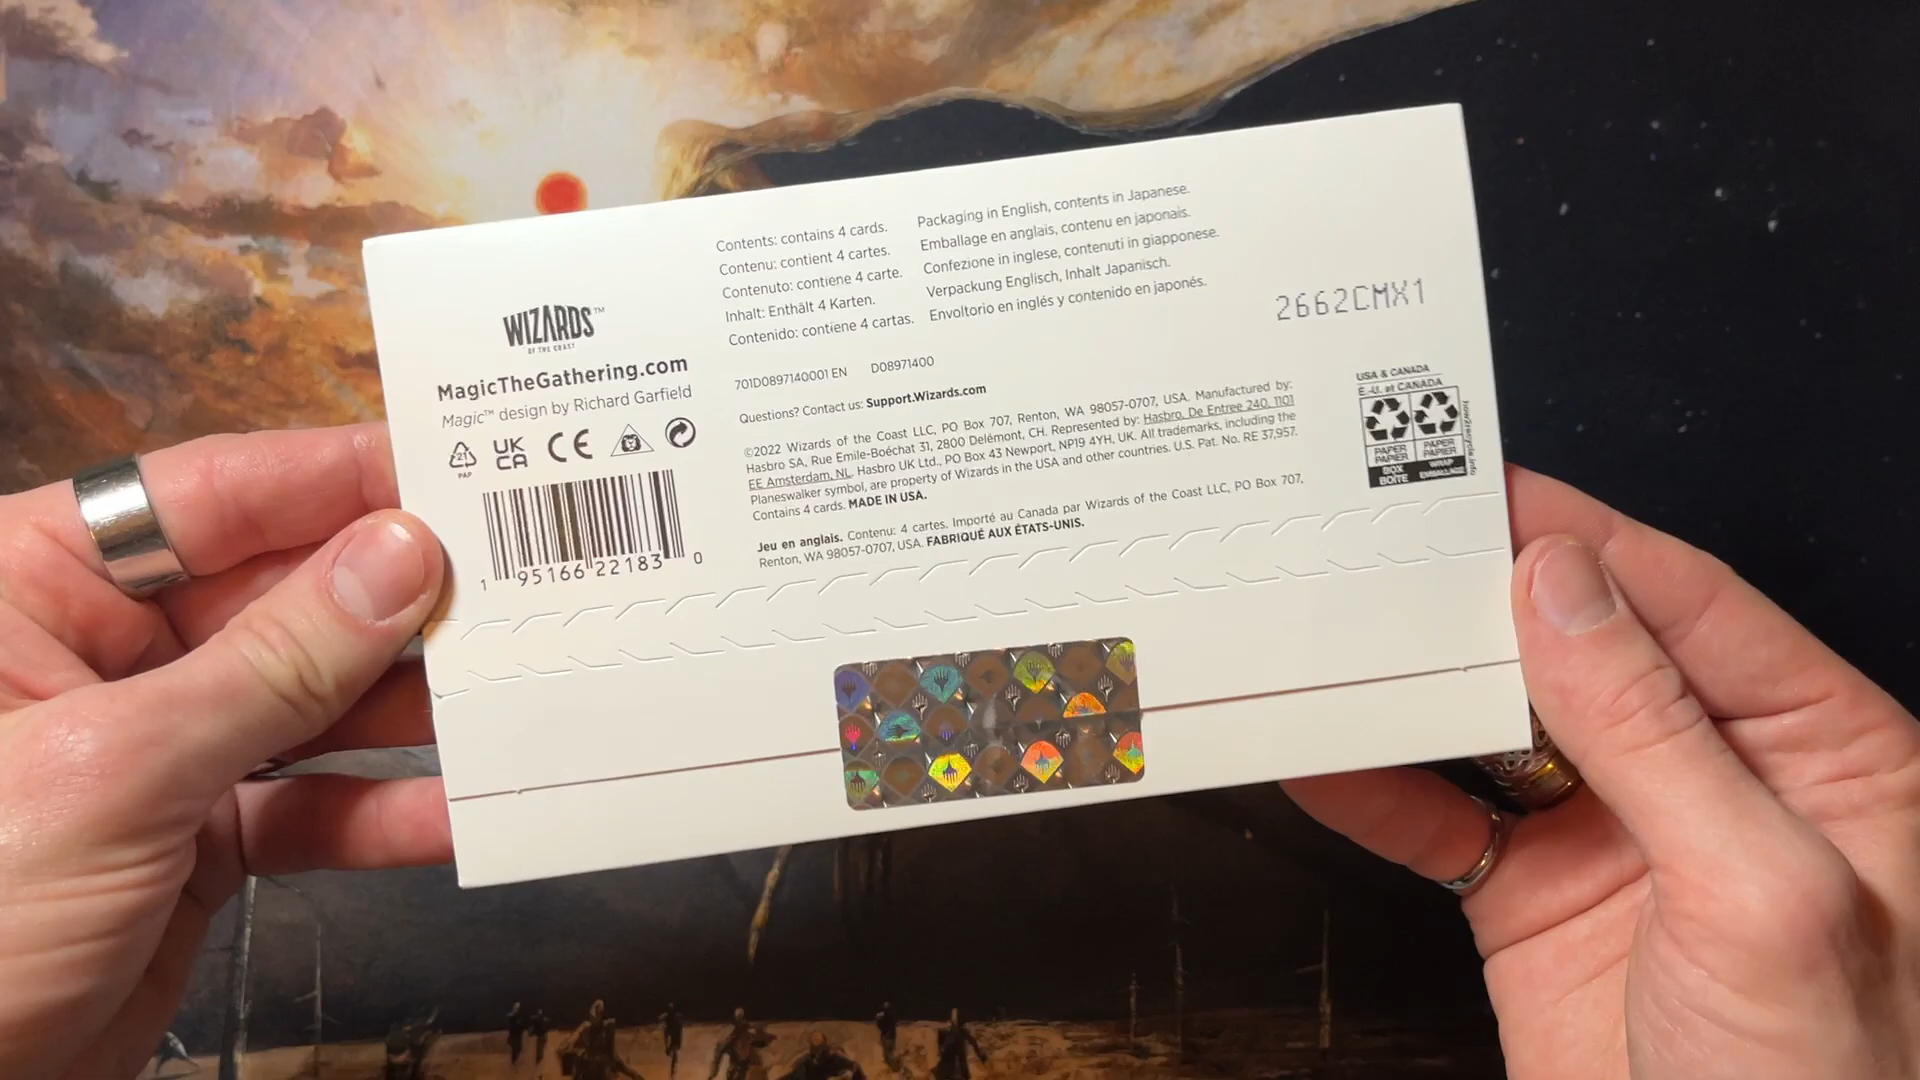 WIZARDS™
OF THE COAST
MagicTheGathering.com
Magic™ design by Richard Garfield
21
PAP
UK
CA
CE
1 95166 22183 0
Contents: contains 4 cards.
Contenu: contient 4 cartes.
Contenuto: contiene 4 carte.
Inhalt: Enthält 4 Karten.
Contenido: contiene 4 cartas.
Packaging in English, contents in Japanese.
Emballage en anglais, contenu en japonais.
Confezione in inglese, contenuti in giapponese.
Verpackung Englisch, Inhalt Japanisch.
Envoltorio en inglés y contenido en japonés.
701D0897140001 EN D08971400
Questions? Contact us: Support.Wizards.com
©2022 Wizards of the Coast LLC, PO Box 707, Renton, WA 98057-0707, USA. Manufactured by:
Hasbro SA, Rue Emile-Boéchat 31, 2800 Delémont, CH. Represented by: Hasbro, De Entree 240, 1101
EE Amsterdam, NL. Hasbro UK Ltd., PO Box 43 Newport, NP19 4YH, UK. All trademarks, including the
Planeswalker symbol, are property of Wizards in the USA and other countries. U.S. Pat. No. RE 37,957.
Contains 4 cards. MADE IN USA.
Jeu en anglais. Contenu: 4 cartes. Importé au Canada par Wizards of the Coast LLC, PO Box 707,
Renton, WA 98057-0707, USA. FABRIQUÉ AUX ÉTATS-UNIS.
2662CMX1
USA & CANADA
É.-U. et CANADA
PAPER
PAPIER
BOX
BOÎTE
PAPER
PAPIER
WRAP
EMBALLAGE
how2recycle.info